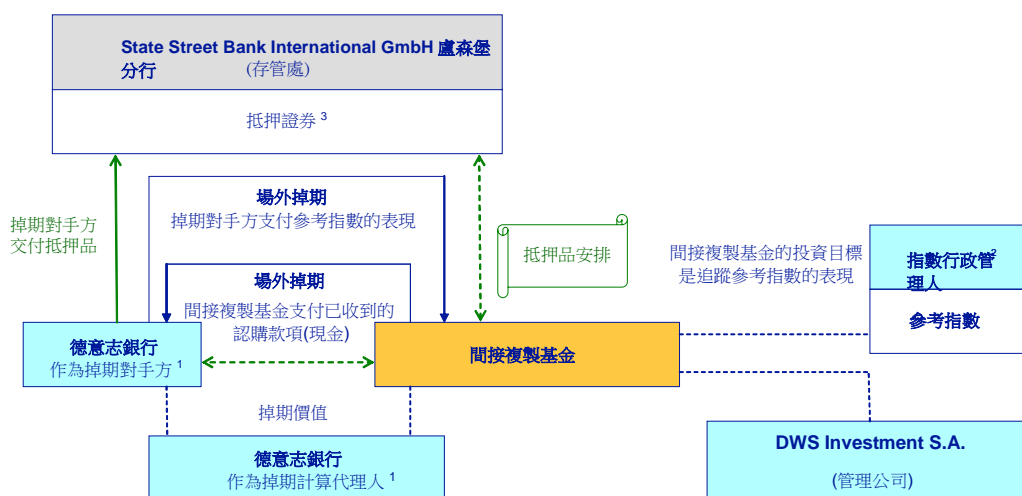 State Street Bank International GmbH 盧森堡
分行 (存管處)
抵押證券 3
場外掉期
掉期對手方支付參考指數的表現
掉期對手方
交付抵押品
抵押品安排
間接複製基金的投資目標
是追蹤參考指數的表現
指數行政管2
理人
參考指數
場外掉期
間接複製基金支付已收到的
認購款項(現金)
德意志銀行
作為掉期對手方 1
間接複製基金
掉期價值
德意志銀行
作為掉期計算代理人 1
DWS Investment S.A.
(管理公司)